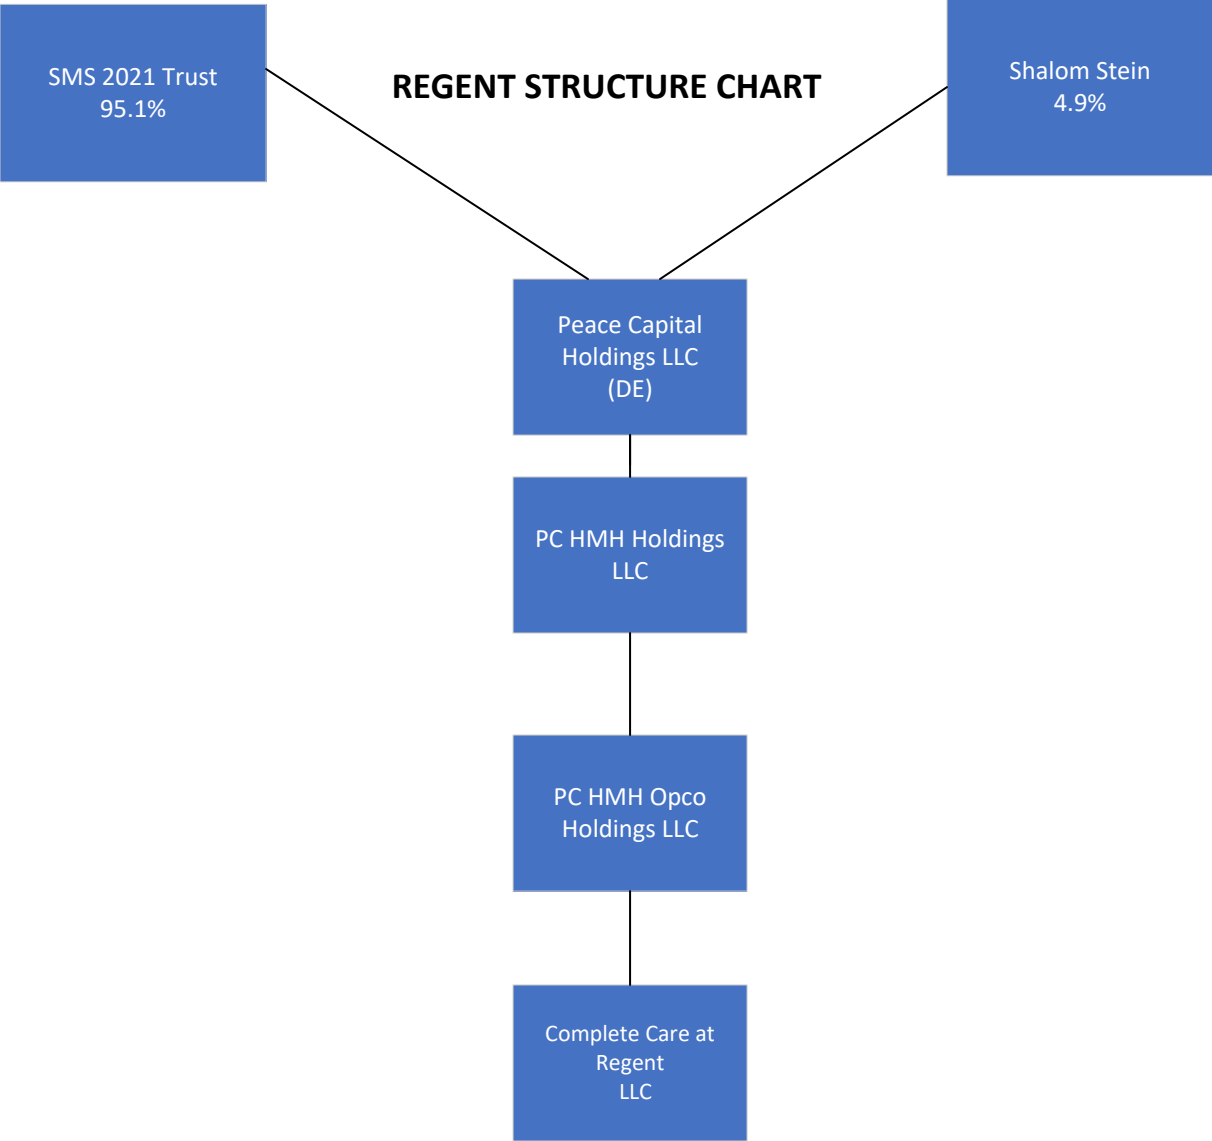 SMS 2021 Trust
95.1%
REGENT STRUCTURE CHART
Shalom Stein
4.9%
Peace Capital
Holdings LLC
(DE)
PC HMH Holdings
LLC
PC HMH Opco
Holdings LLC
Complete Care at
Regent
LLC